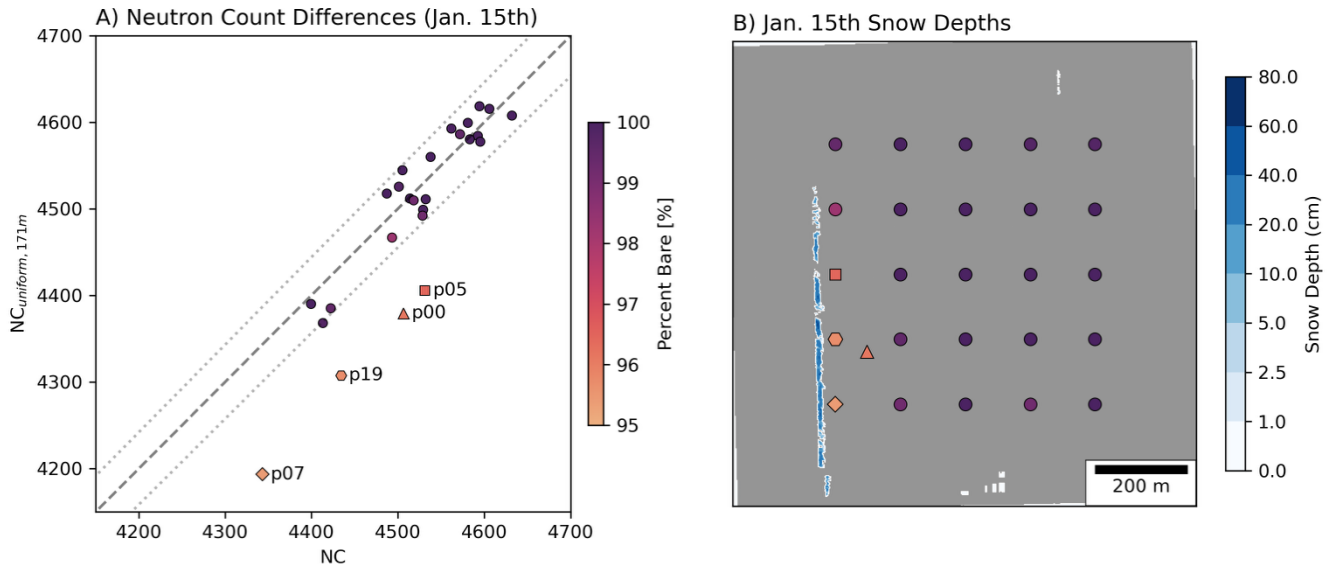 A) Neutron Count Differences (Jan. 15th)
4700
4600
4500
4400
4300
4200
NCuniform, 171m
4200 4300 4400 4500 4600 4700
NC
p05
p00
p19
p07
100
99
98
97
96
95
Percent Bare [%]
B) Jan. 15th Snow Depths
200 m
80.0
60.0
40.0
20.0
10.0
5.0
2.5
1.0
0.0
Snow Depth (cm)